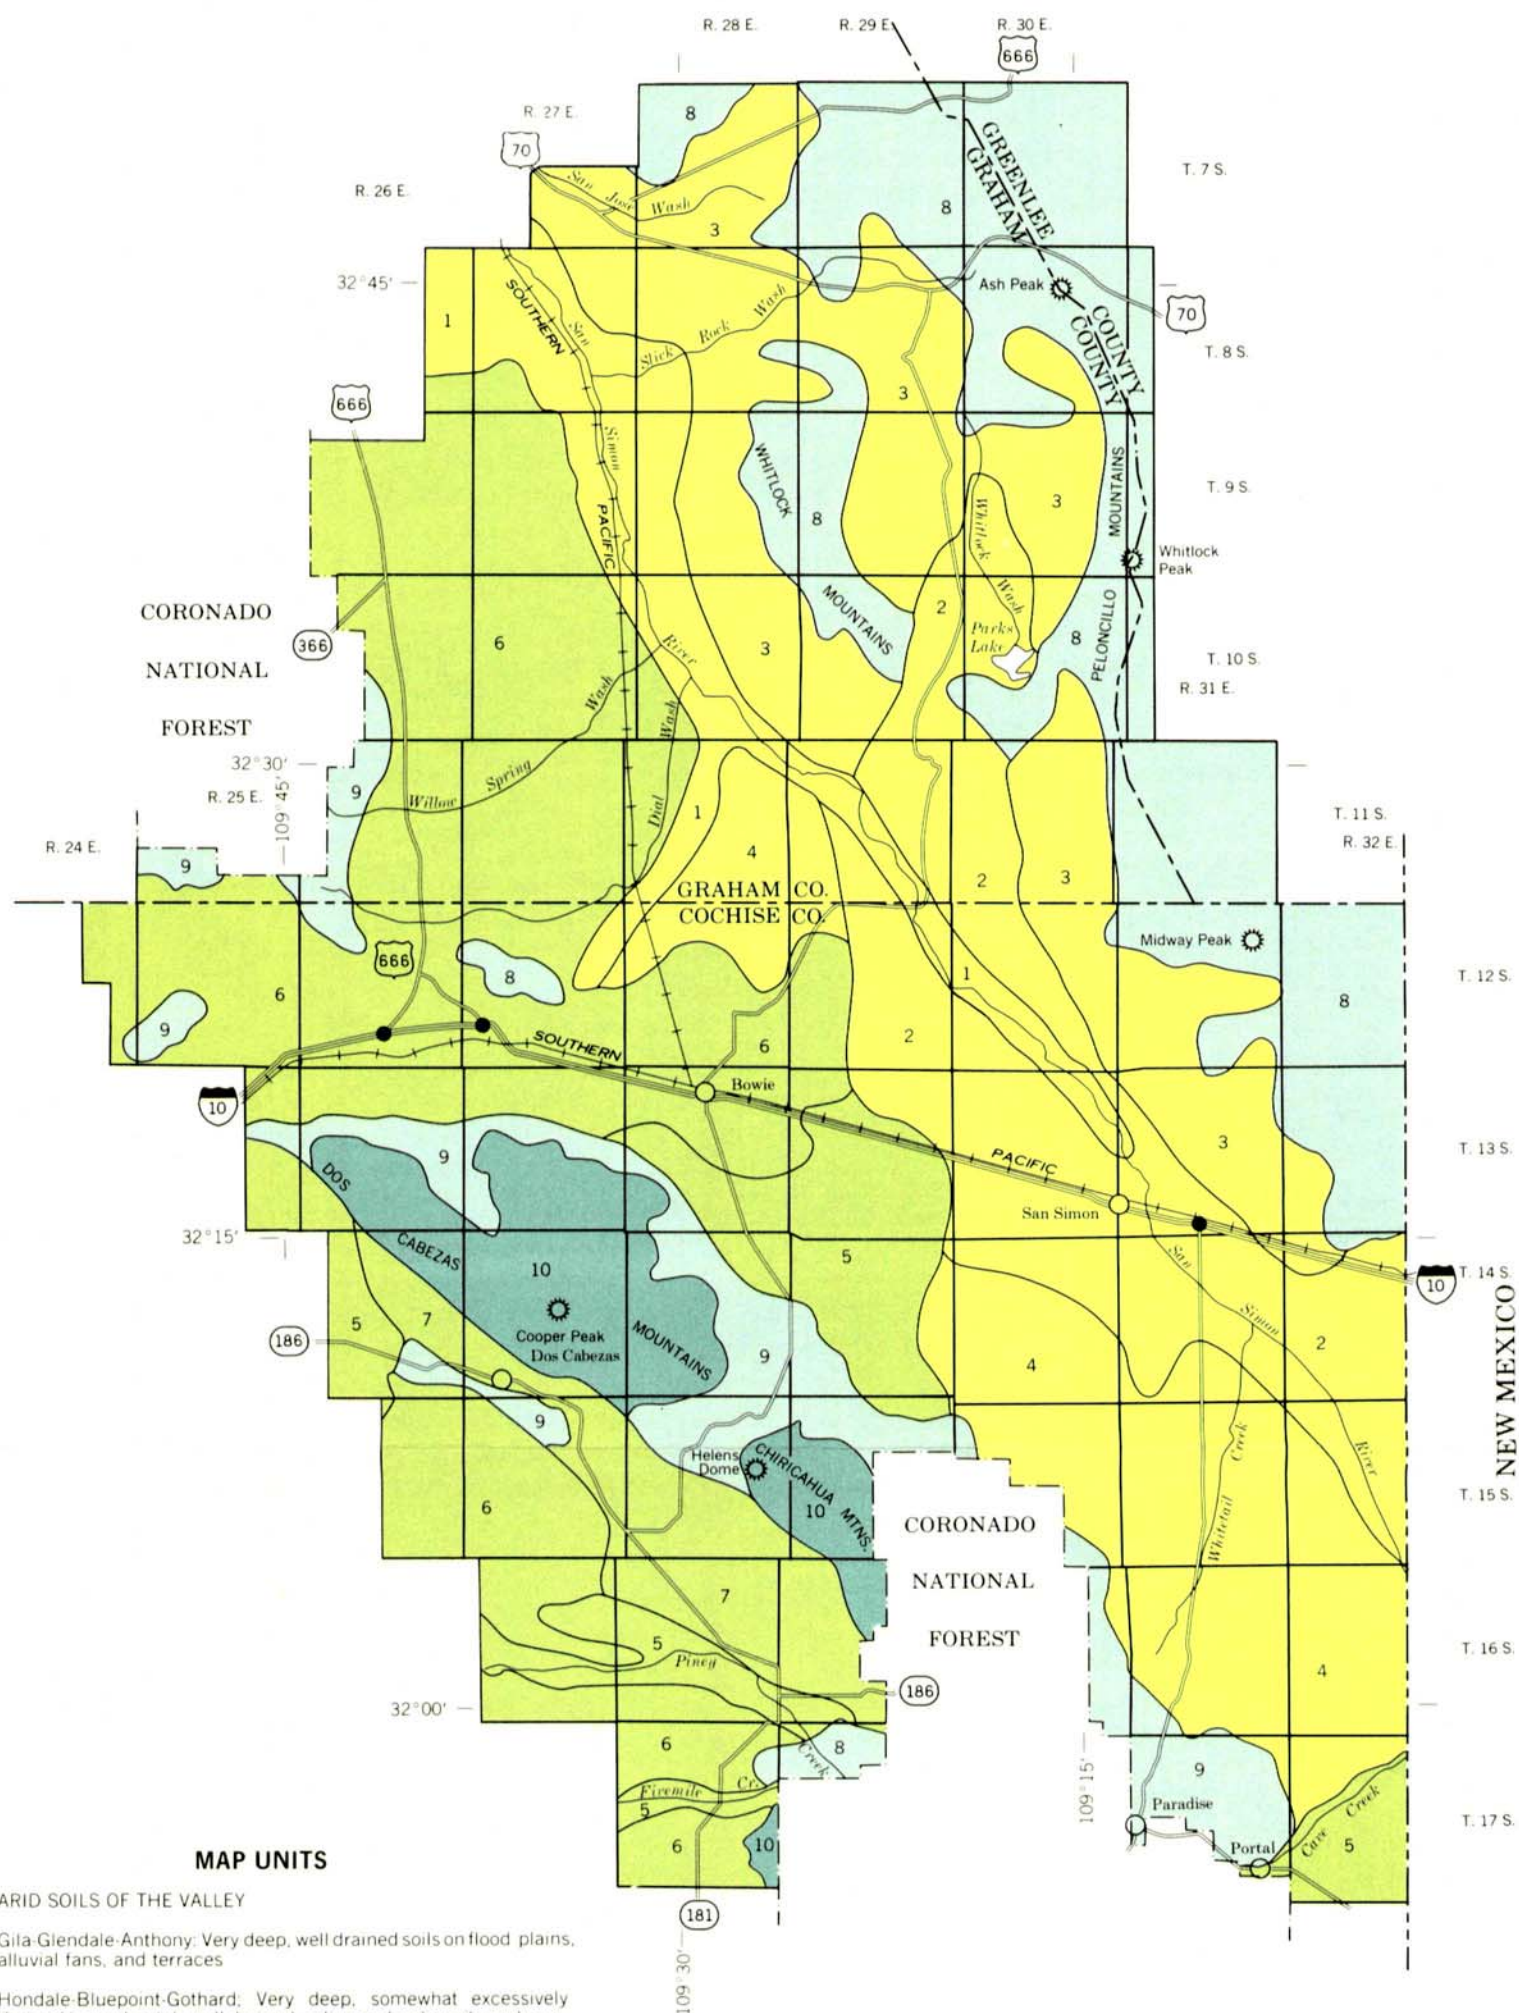 R. 28 E.
R. 29 E.
R. 30 E.
666
R. 27 E.
8
70
GREENLEE
GRAHAM
T. 7 S.
R. 26 E.
San Jose Wash
8
3
32°45'
Ash Peak
SOUTHERN
San
Slick Rock Wash
COUNTY
COUNTY
70
1
T. 8 S.
3
666
Simon
WHITLOCK
MOUNTAINS
T. 9 S.
PACIFIC
8
Whitlock
3
Whitlock
Peak
CORONADO
MOUNTAINS
2
Wash
PELONCILLO
366
6
River
3
Parks
Lake
8
NATIONAL
T. 10 S.
R. 31 E.
FOREST
Wash
Wash
32°30'
R. 25 E.
109°45'
9
Willow
Spring
Dial
1
T. 11 S.
R. 24 E.
4
R. 32 E.
9
2
3
GRAHAM CO.
COCHISE CO.
Midway Peak
666
8
1
T. 12 S.
6
8
9
SOUTHERN
6
2
10
Bowie
9
PACIFIC
3
T. 13 S.
DOS
San Simon
32°15'
CABEZAS
5
San
10
T. 14 S.
10
Simon
5
7
Cooper Peak
MOUNTAINS
186
Dos Cabezas
9
4
2
NEW MEXICO
9
Creek
River
Helens
Dome
CHIRICAHUA MTNS.
6
10
T. 15 S.
CORONADO
Whitetail
NATIONAL
7
FOREST
5
Piney
T. 16 S.
4
186
32°00'
6
Creek
8
109°15'
9
Fivemile Cr.
5
Paradise
Cave Creek
T. 17 S.
6
10
Portal
5
MAP UNITS
ARID SOILS OF THE VALLEY
181
Gila-Glendale-Anthony: Very deep, well drained soils on flood plains,
alluvial fans, and terraces
109°30'
Hondale-Bluepoint-Gothard; Very deep, somewhat excessively